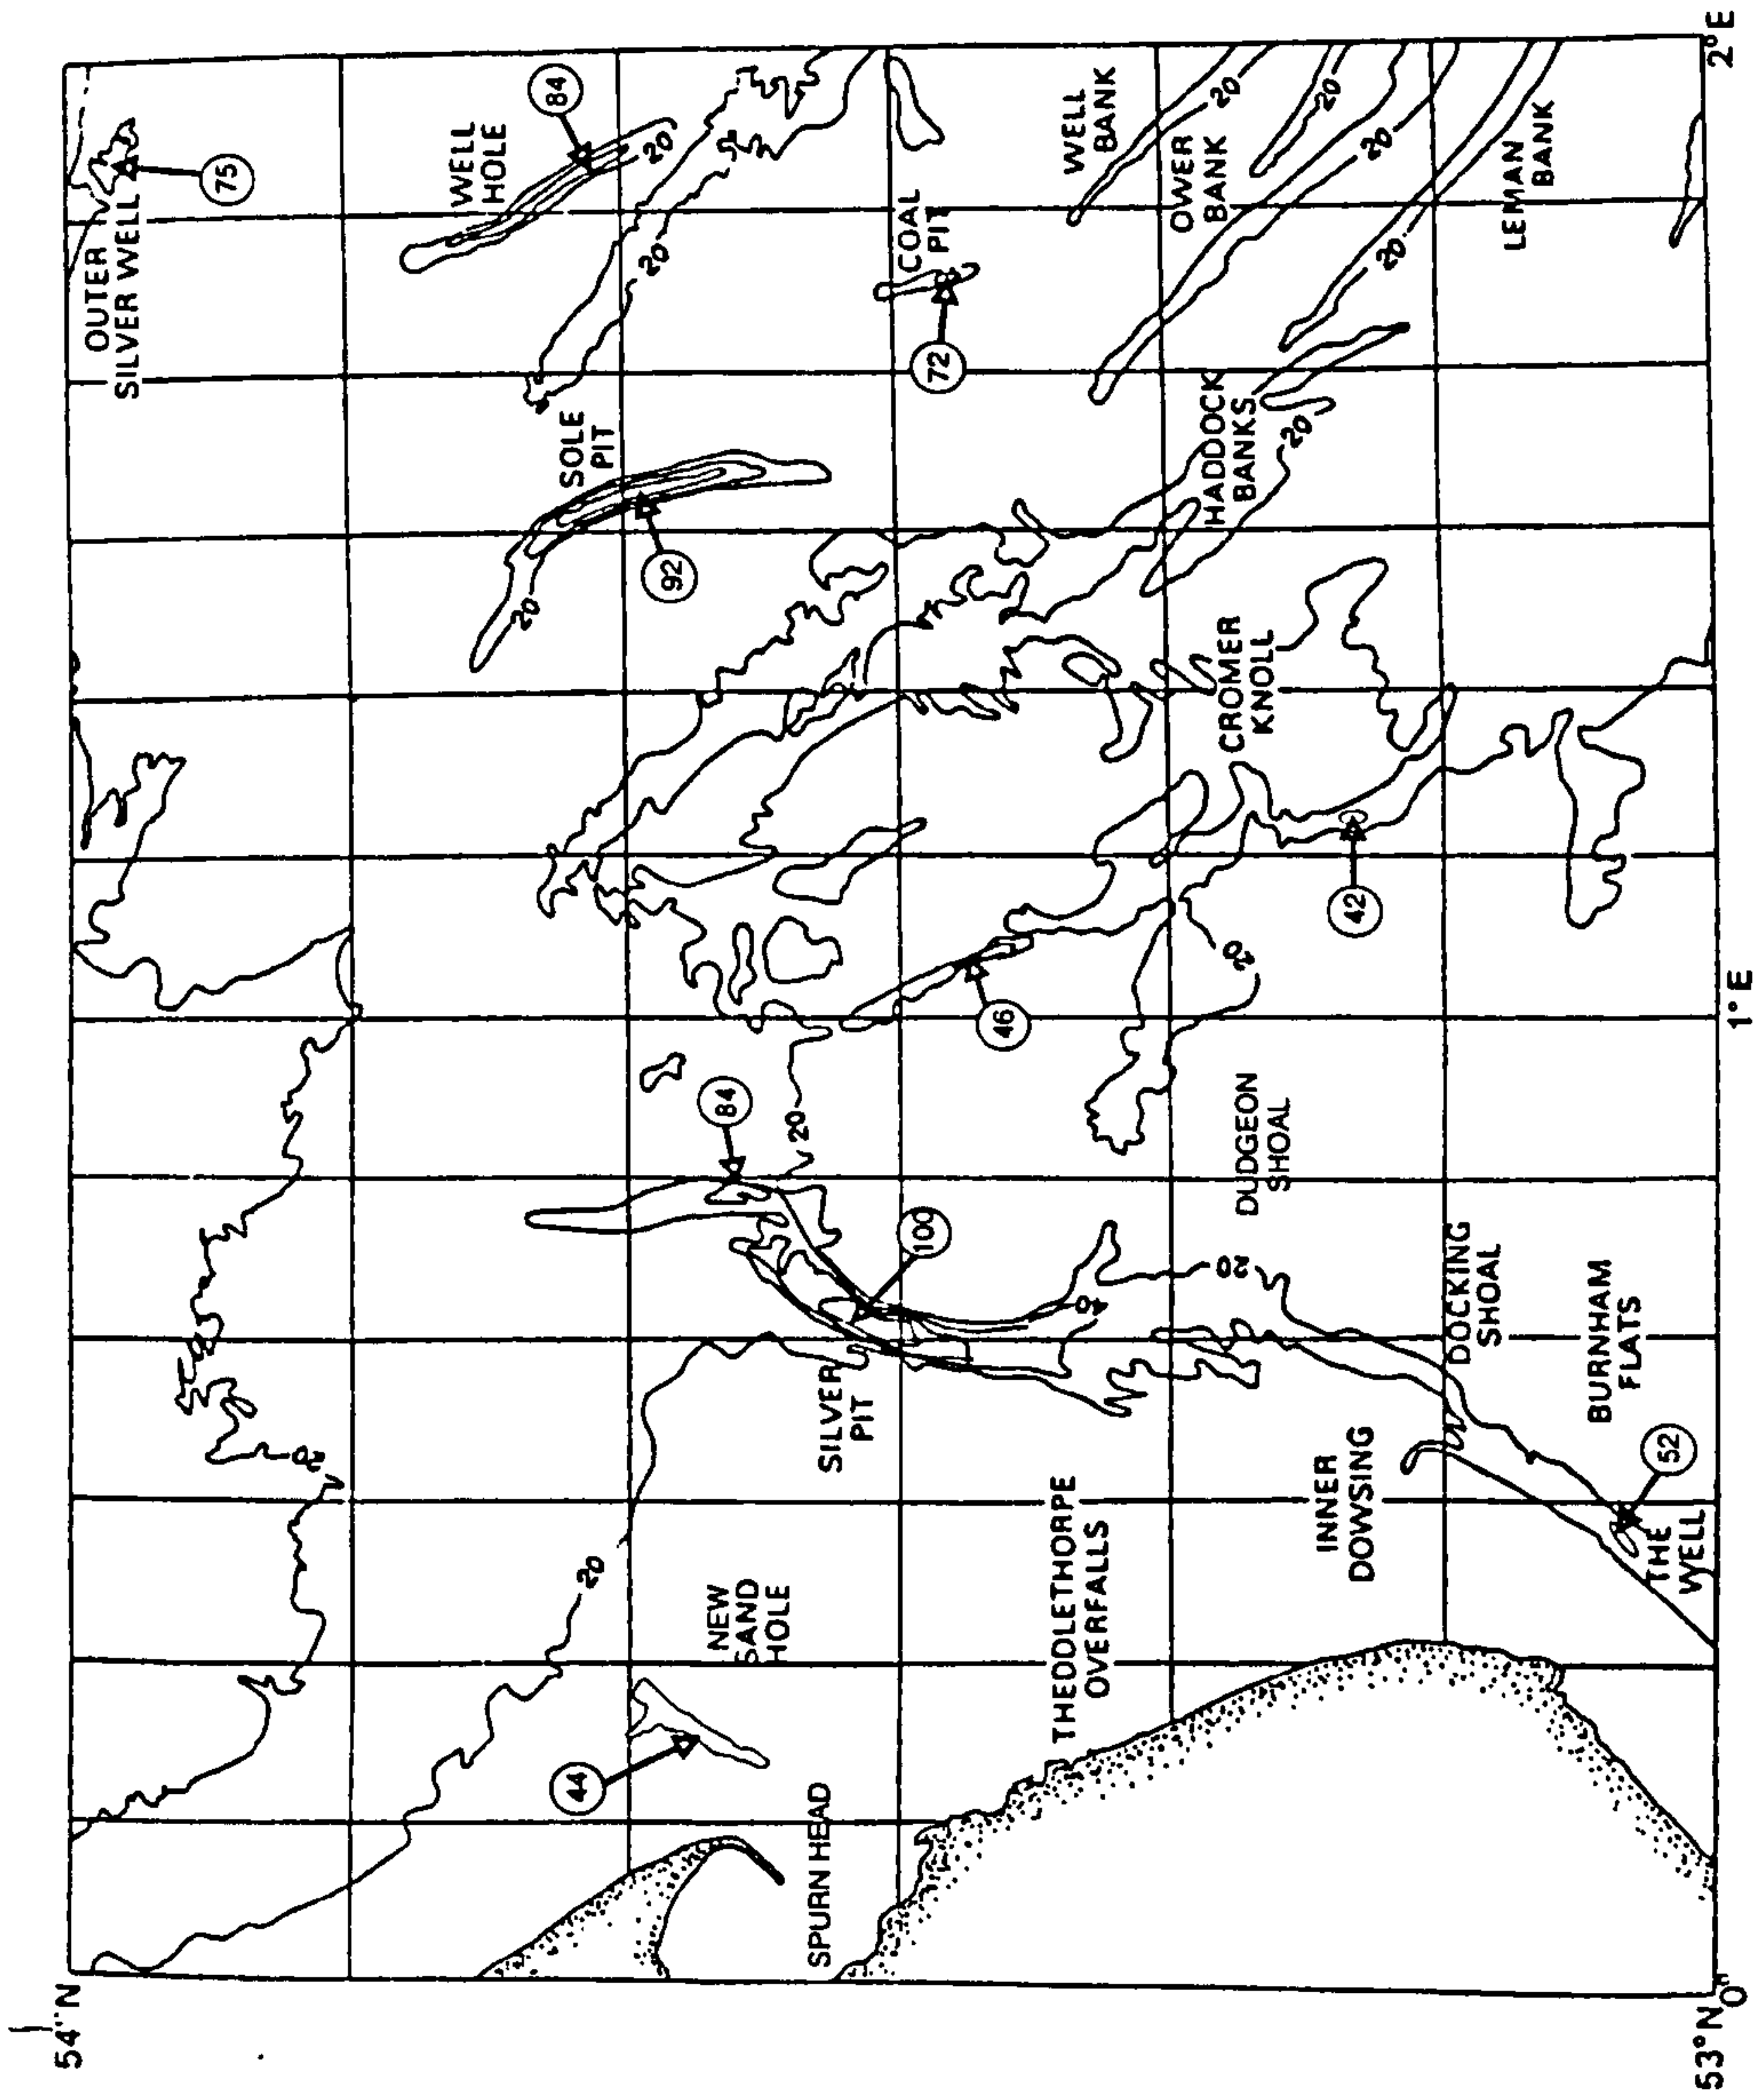 54°N
OUTER
SILVER WELL
75
WELL
HOLE
84
20
20
SOLE
PIT
92
20
COAL
PIT
72
WELL
BANK
20
OWER
BANK
20
20
20
LEMAN
BANK
HADDOCK
BANKS
20
CROMER
KNOLL
42
20
46
84
20
100
40
20
DUDGEON
SHOAL
DOCKING
SHOAL
BURNHAM
FLATS
SILVER
PIT
20
20
NEW
SAND
HOLE
44
SPURN HEAD
THEDDLETHORPE
OVERFALLS
INNER
DOWSING
52
THE
WELL
53°N
0°
1°E
2°E